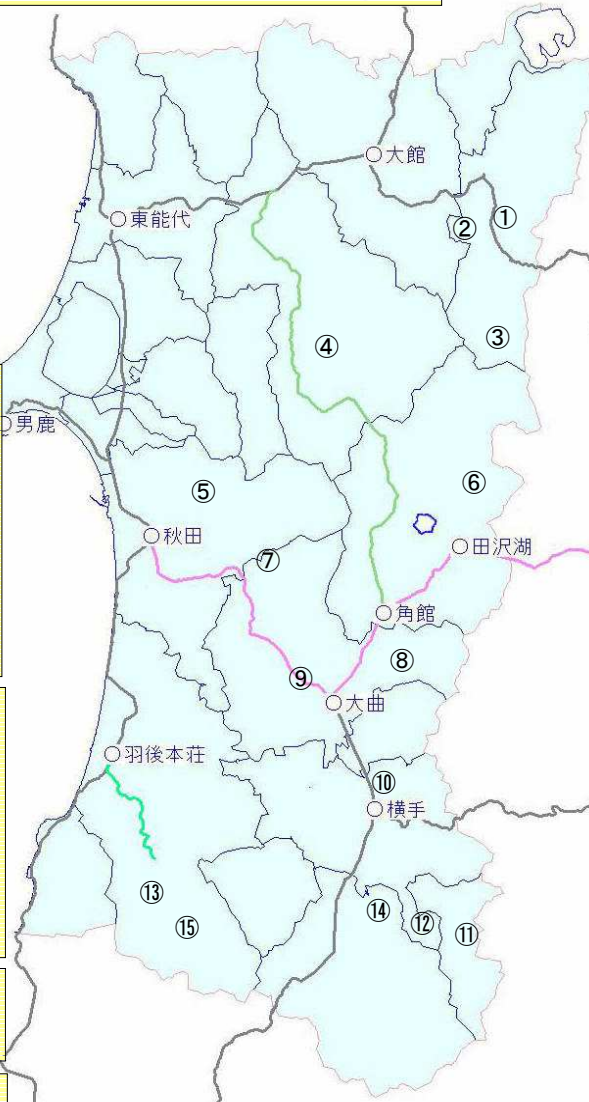 ○大館
①
②
○東能代
③
④
○男鹿
⑤
⑥
○秋田
○田沢湖
⑦
○角館
⑧
⑨
○大曲
○羽後本荘
⑩
○横手
⑬
⑭
⑫
⑪
⑮